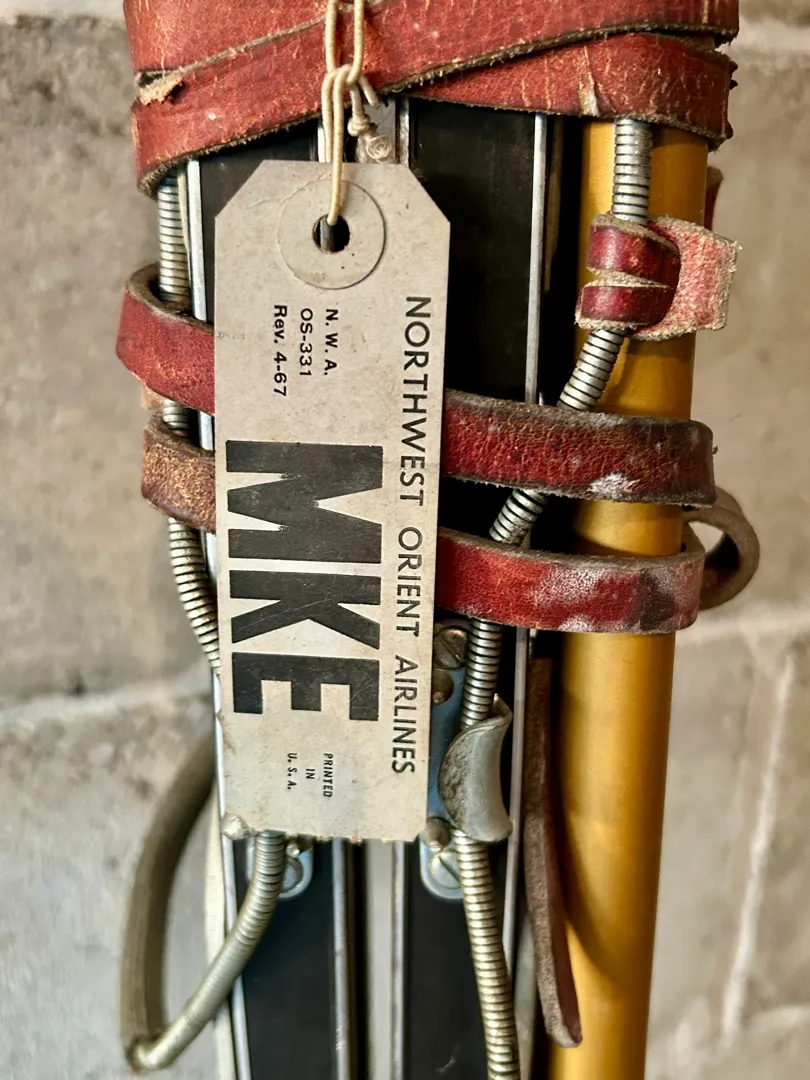 NORTHWEST ORIENT AIRLINES
N. W. A.
OS-331
Rev. 4-67
MKE
PRINTED
IN
U. S. A.